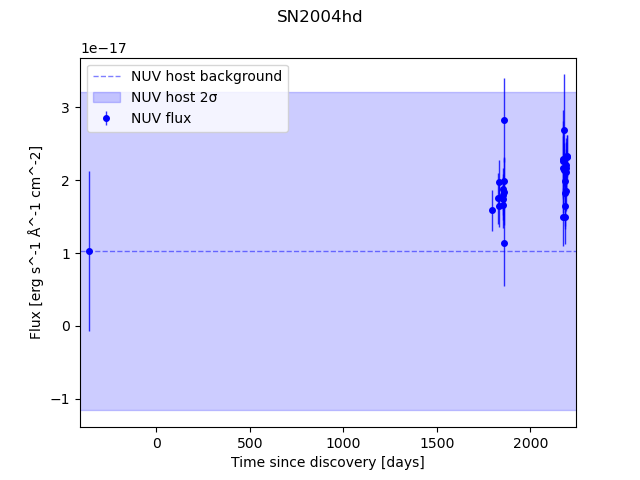 SN2004hd
1e−17
NUV host background
NUV host 2σ
NUV flux
3
2
1
0
−1
Flux [erg s^-1 Å^-1 cm^-2]
0 500 1000 1500 2000
Time since discovery [days]